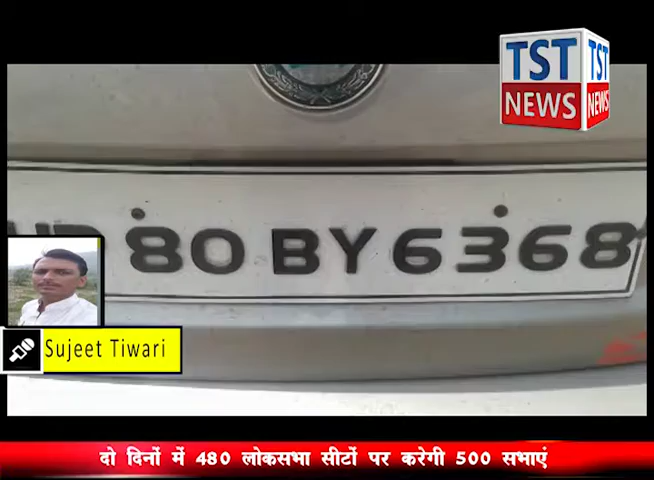 TST
TST
NEWS
NEWS
80 BY 6368
Sujeet Tiwari
दो दिनों में 480 लोकसभा सीटों पर करेगी 500 सभाएं